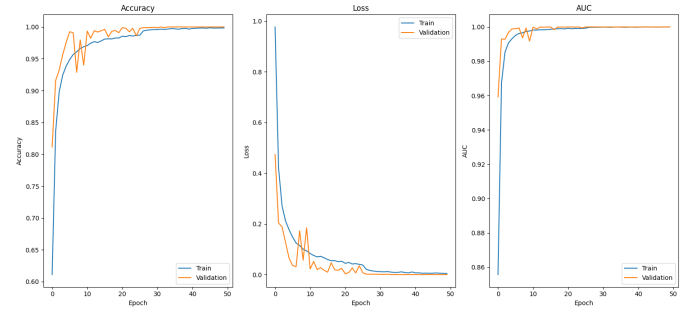 Accuracy
1.00
0.95
0.90
0.85
0.80
0.75
0.70
0.65
0.60
Accuracy
0
10
20
30
40
50
Epoch
Train
Validation
Loss
1.0
0.8
0.6
0.4
0.2
0.0
Loss
0
10
20
30
40
50
Epoch
Train
Validation
AUC
1.00
0.98
0.96
0.94
0.92
0.90
0.88
0.86
AUC
0
10
20
30
40
50
Epoch
Train
Validation